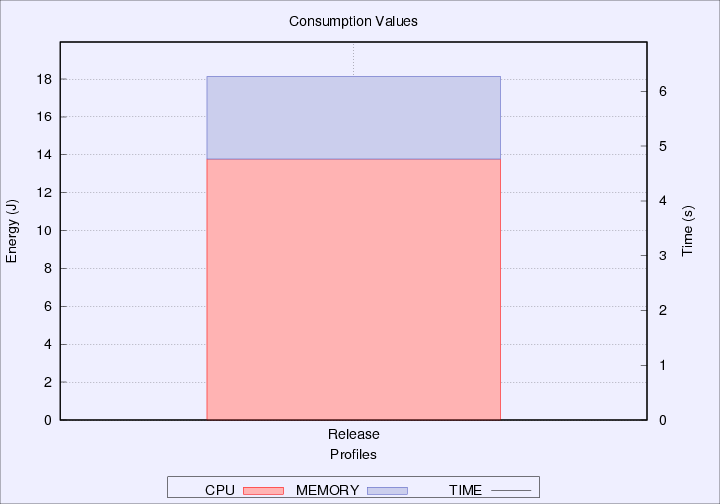 Consumption Values
18
16
14
12
10
8
6
4
2
0
Energy (J)
6
5
4
3
2
1
0
Time (s)
Release
Profiles
CPU MEMORY TIME